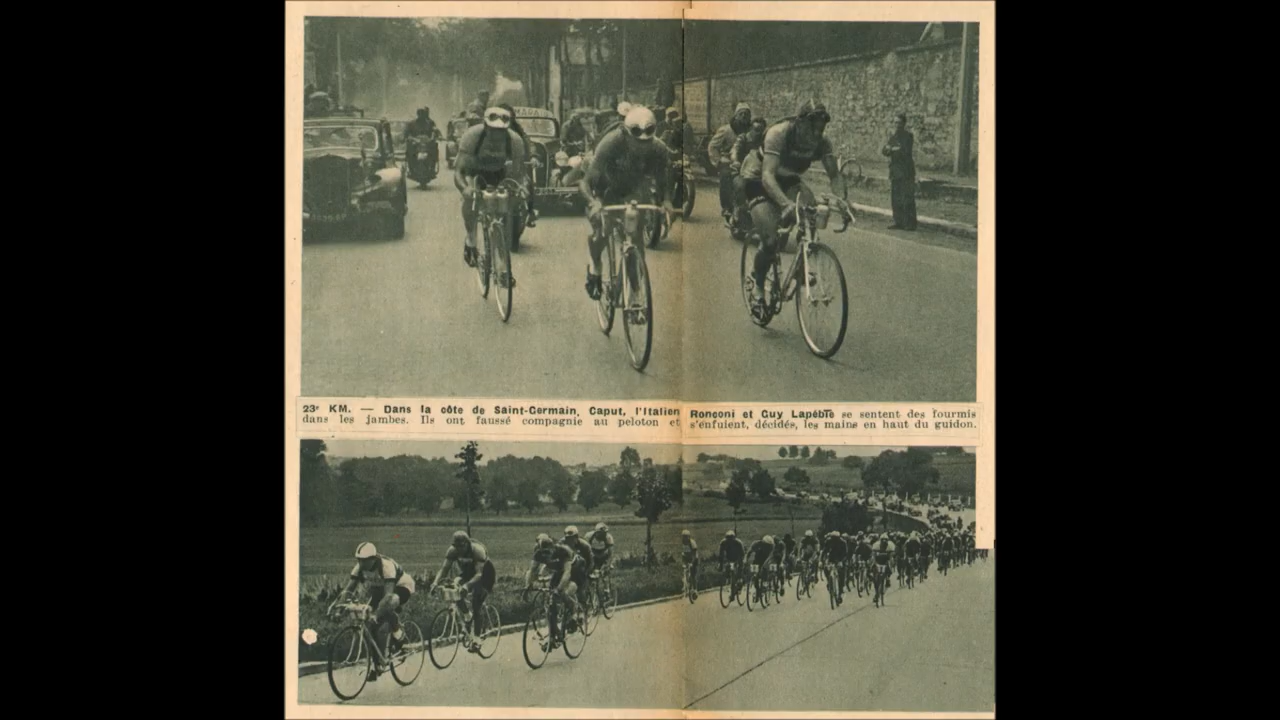 23e KM. — Dans la côte de Saint-Germain, Caput, l'Italien Ronconi et Guy Lapébie se sentent des fourmis
dans les jambes. Ils ont faussé compagnie au peloton et s'enfuient, décidés, les mains en haut du guidon.